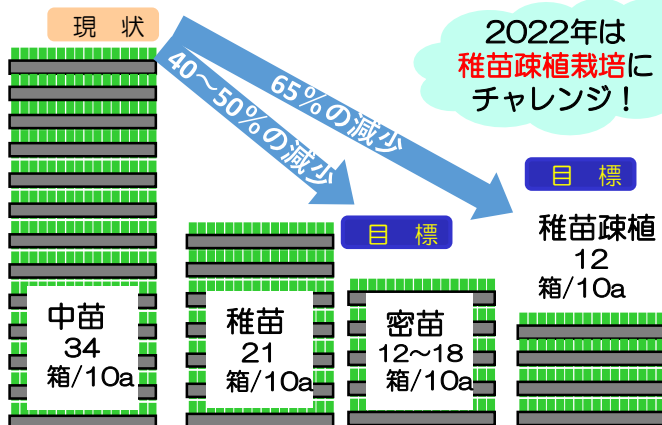 現　状
2022年は
稚苗疎植栽培に
チャレンジ！
65％の減少
40～50％の減少
目　標
目　標
中苗
34
箱/10a
稚苗
21
箱/10a
密苗
12～18
箱/10a
稚苗疎植
12
箱/10a